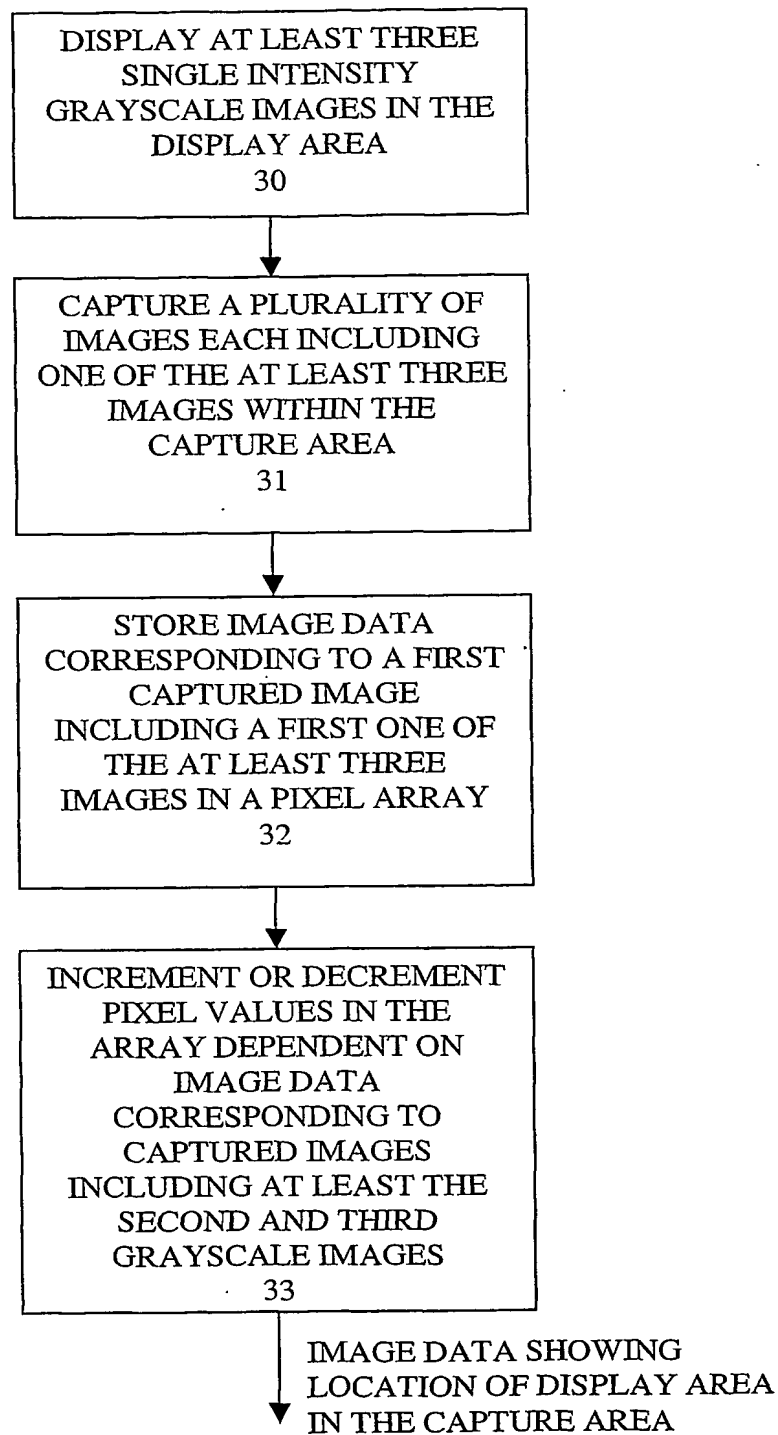 DISPLAY AT LEAST THREE
SINGLE INTENSITY
GRAYSCALE IMAGES IN THE
DISPLAY AREA
30
CAPTURE A PLURALITY OF
IMAGES EACH INCLUDING
ONE OF THE AT LEAST THREE
IMAGES WITHIN THE
CAPTURE AREA
31
STORE IMAGE DATA
CORRESPONDING TO A FIRST
CAPTURED IMAGE
INCLUDING A FIRST ONE OF
THE AT LEAST THREE
IMAGES IN A PIXEL ARRAY
32
INCREMENT OR DECREMENT
PIXEL VALUES IN THE
ARRAY DEPENDENT ON
IMAGE DATA
CORRESPONDING TO
CAPTURED IMAGES
INCLUDING AT LEAST THE
SECOND AND THIRD
GRAYSCALE IMAGES
33
IMAGE DATA SHOWING
LOCATION OF DISPLAY AREA
IN THE CAPTURE AREA